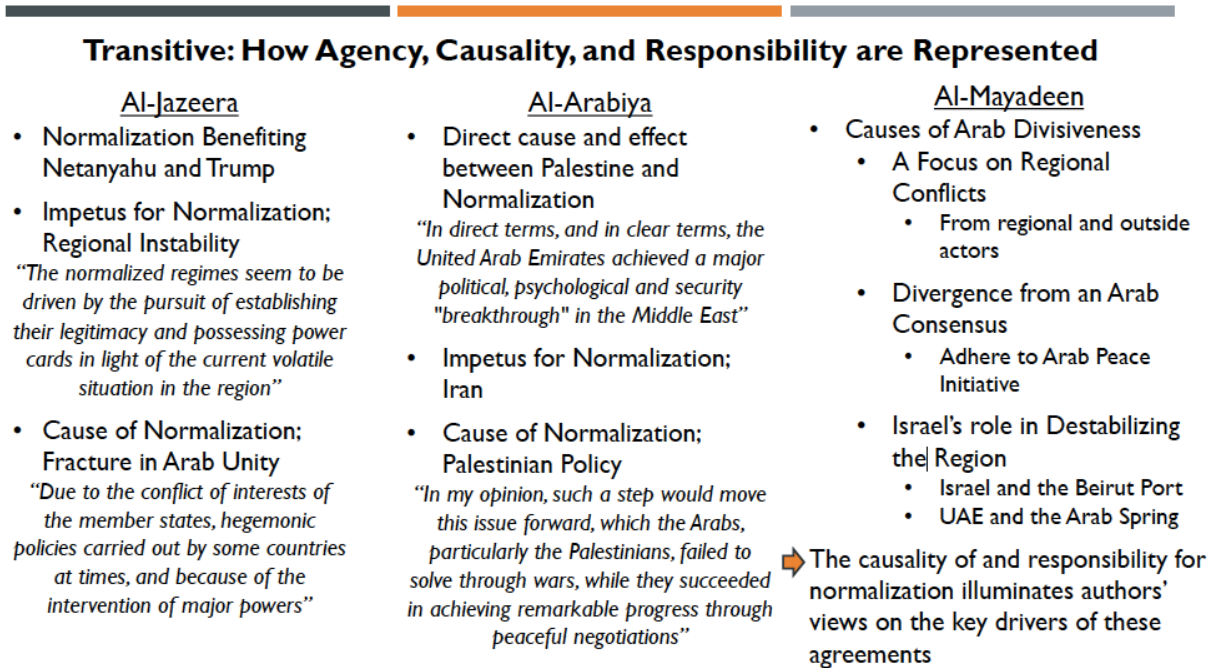 Transitive: How Agency, Causality, and Responsibility are Represented
Al-Jazeera
• Normalization Benefiting
Netanyahu and Trump
• Impetus for Normalization;
Regional Instability
“The normalized regimes seem to be
driven by the pursuit of establishing
their legitimacy and possessing power
cards in light of the current volatile
situation in the region”
• Cause of Normalization;
Fracture in Arab Unity
“Due to the conflict of interests of
the member states, hegemonic
policies carried out by some countries
at times, and because of the
intervention of major powers”
Al-Arabiya
• Direct cause and effect
between Palestine and
Normalization
“In direct terms, and in clear terms, the
United Arab Emirates achieved a major
political, psychological and security
"breakthrough" in the Middle East”
• Impetus for Normalization;
Iran
• Cause of Normalization;
Palestinian Policy
“In my opinion, such a step would move
this issue forward, which the Arabs,
particularly the Palestinians, failed to
solve through wars, while they succeeded
in achieving remarkable progress through
peaceful negotiations”
Al-Mayadeen
• Causes of Arab Divisiveness
• A Focus on Regional
Conflicts
• From regional and outside
actors
• Divergence from an Arab
Consensus
• Adhere to Arab Peace
Initiative
• Israel’s role in Destabilizing
the Region
• Israel and the Beirut Port
• UAE and the Arab Spring
The causality of and responsibility for
normalization illuminates authors’
views on the key drivers of these
agreements